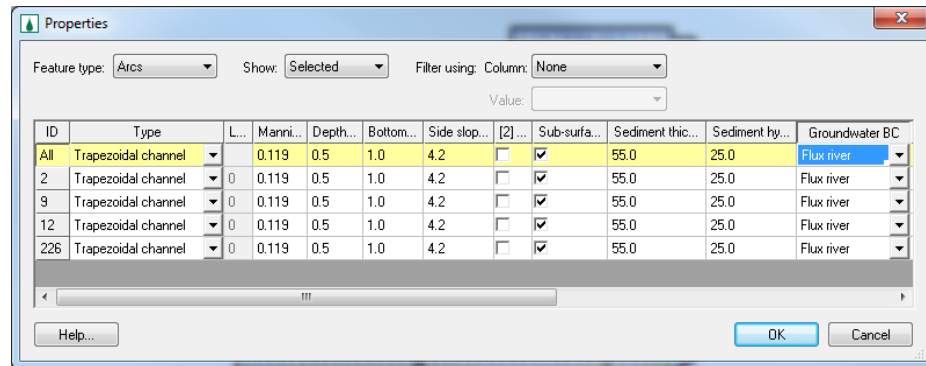 Properties
Feature type: Arcs Show: Selected Filter using: Column: None
Value:
ID Type L... Manni... Depth... Bottom... Side slop... [2] ... Sub-surfa... Sediment thic... Sediment hy... Groundwater BC
All Trapezoidal channel 0.119 0.5 1.0 4.2 55.0 25.0 Flux river
2 Trapezoidal channel 0 0.119 0.5 1.0 4.2 55.0 25.0 Flux river
9 Trapezoidal channel 0 0.119 0.5 1.0 4.2 55.0 25.0 Flux river
12 Trapezoidal channel 0 0.119 0.5 1.0 4.2 55.0 25.0 Flux river
226 Trapezoidal channel 0 0.119 0.5 1.0 4.2 55.0 25.0 Flux river
Help... OK Cancel